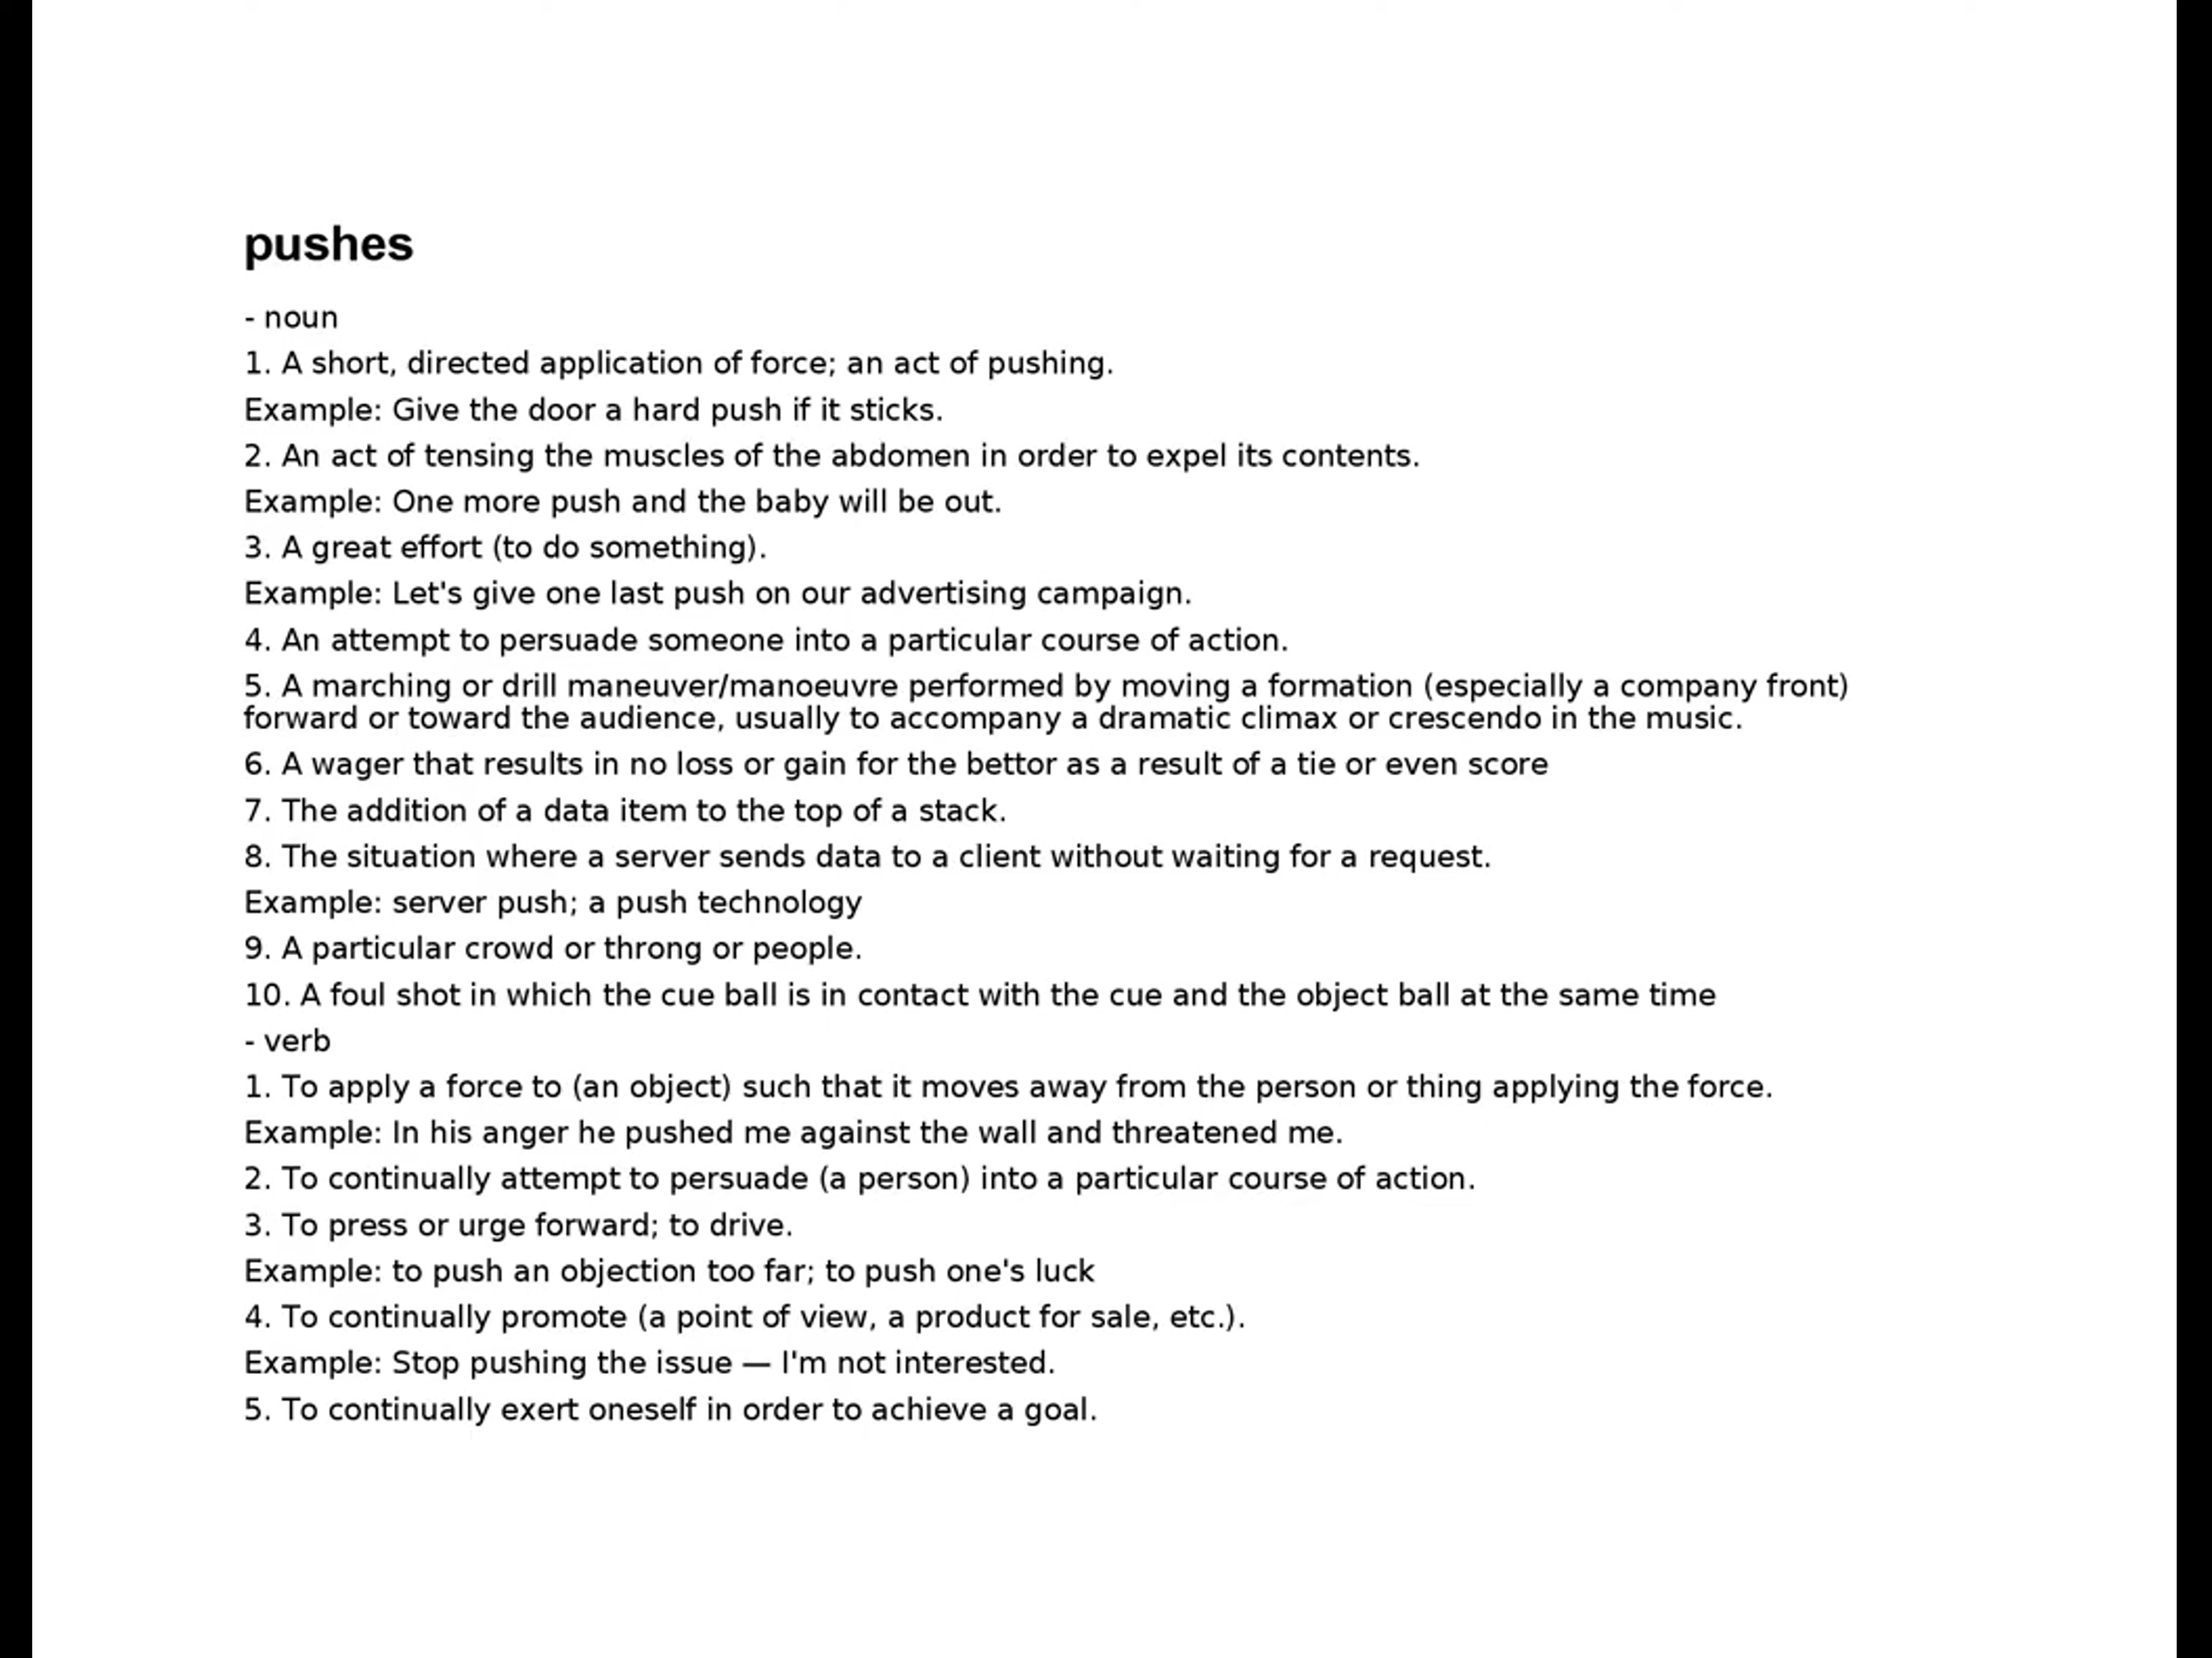 pushes
- noun
1. A short, directed application of force; an act of pushing.
Example: Give the door a hard push if it sticks.
2. An act of tensing the muscles of the abdomen in order to expel its contents.
Example: One more push and the baby will be out.
3. A great effort (to do something).
Example: Let's give one last push on our advertising campaign.
4. An attempt to persuade someone into a particular course of action.
5. A marching or drill maneuver/manoeuvre performed by moving a formation (especially a company front)
forward or toward the audience, usually to accompany a dramatic climax or crescendo in the music.
6. A wager that results in no loss or gain for the bettor as a result of a tie or even score
7. The addition of a data item to the top of a stack.
8. The situation where a server sends data to a client without waiting for a request.
Example: server push; a push technology
9. A particular crowd or throng or people.
10. A foul shot in which the cue ball is in contact with the cue and the object ball at the same time
- verb
1. To apply a force to (an object) such that it moves away from the person or thing applying the force.
Example: In his anger he pushed me against the wall and threatened me.
2. To continually attempt to persuade (a person) into a particular course of action.
3. To press or urge forward; to drive.
Example: to push an objection too far; to push one's luck
4. To continually promote (a point of view, a product for sale, etc.).
Example: Stop pushing the issue — I'm not interested.
5. To continually exert oneself in order to achieve a goal.